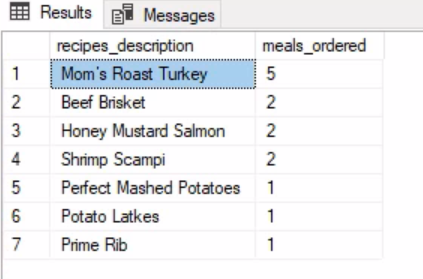 Results Messages
recipes_description meals_ordered
1 Mom's Roast Turkey 5
2 Beef Brisket 2
3 Honey Mustard Salmon 2
4 Shrimp Scampi 2
5 Perfect Mashed Potatoes 1
6 Potato Latkes 1
7 Prime Rib 1